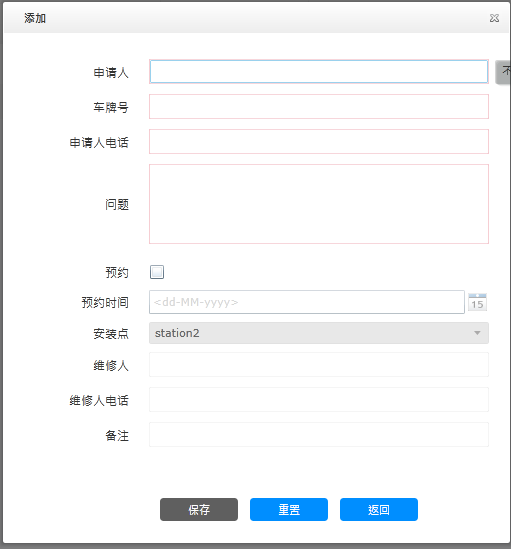 添加
申请人
不
车牌号
申请人电话
问题
预约
预约时间 <dd-MM-yyyy> 15
安装点 station2
维修人
维修人电话
备注
保存 重置 返回